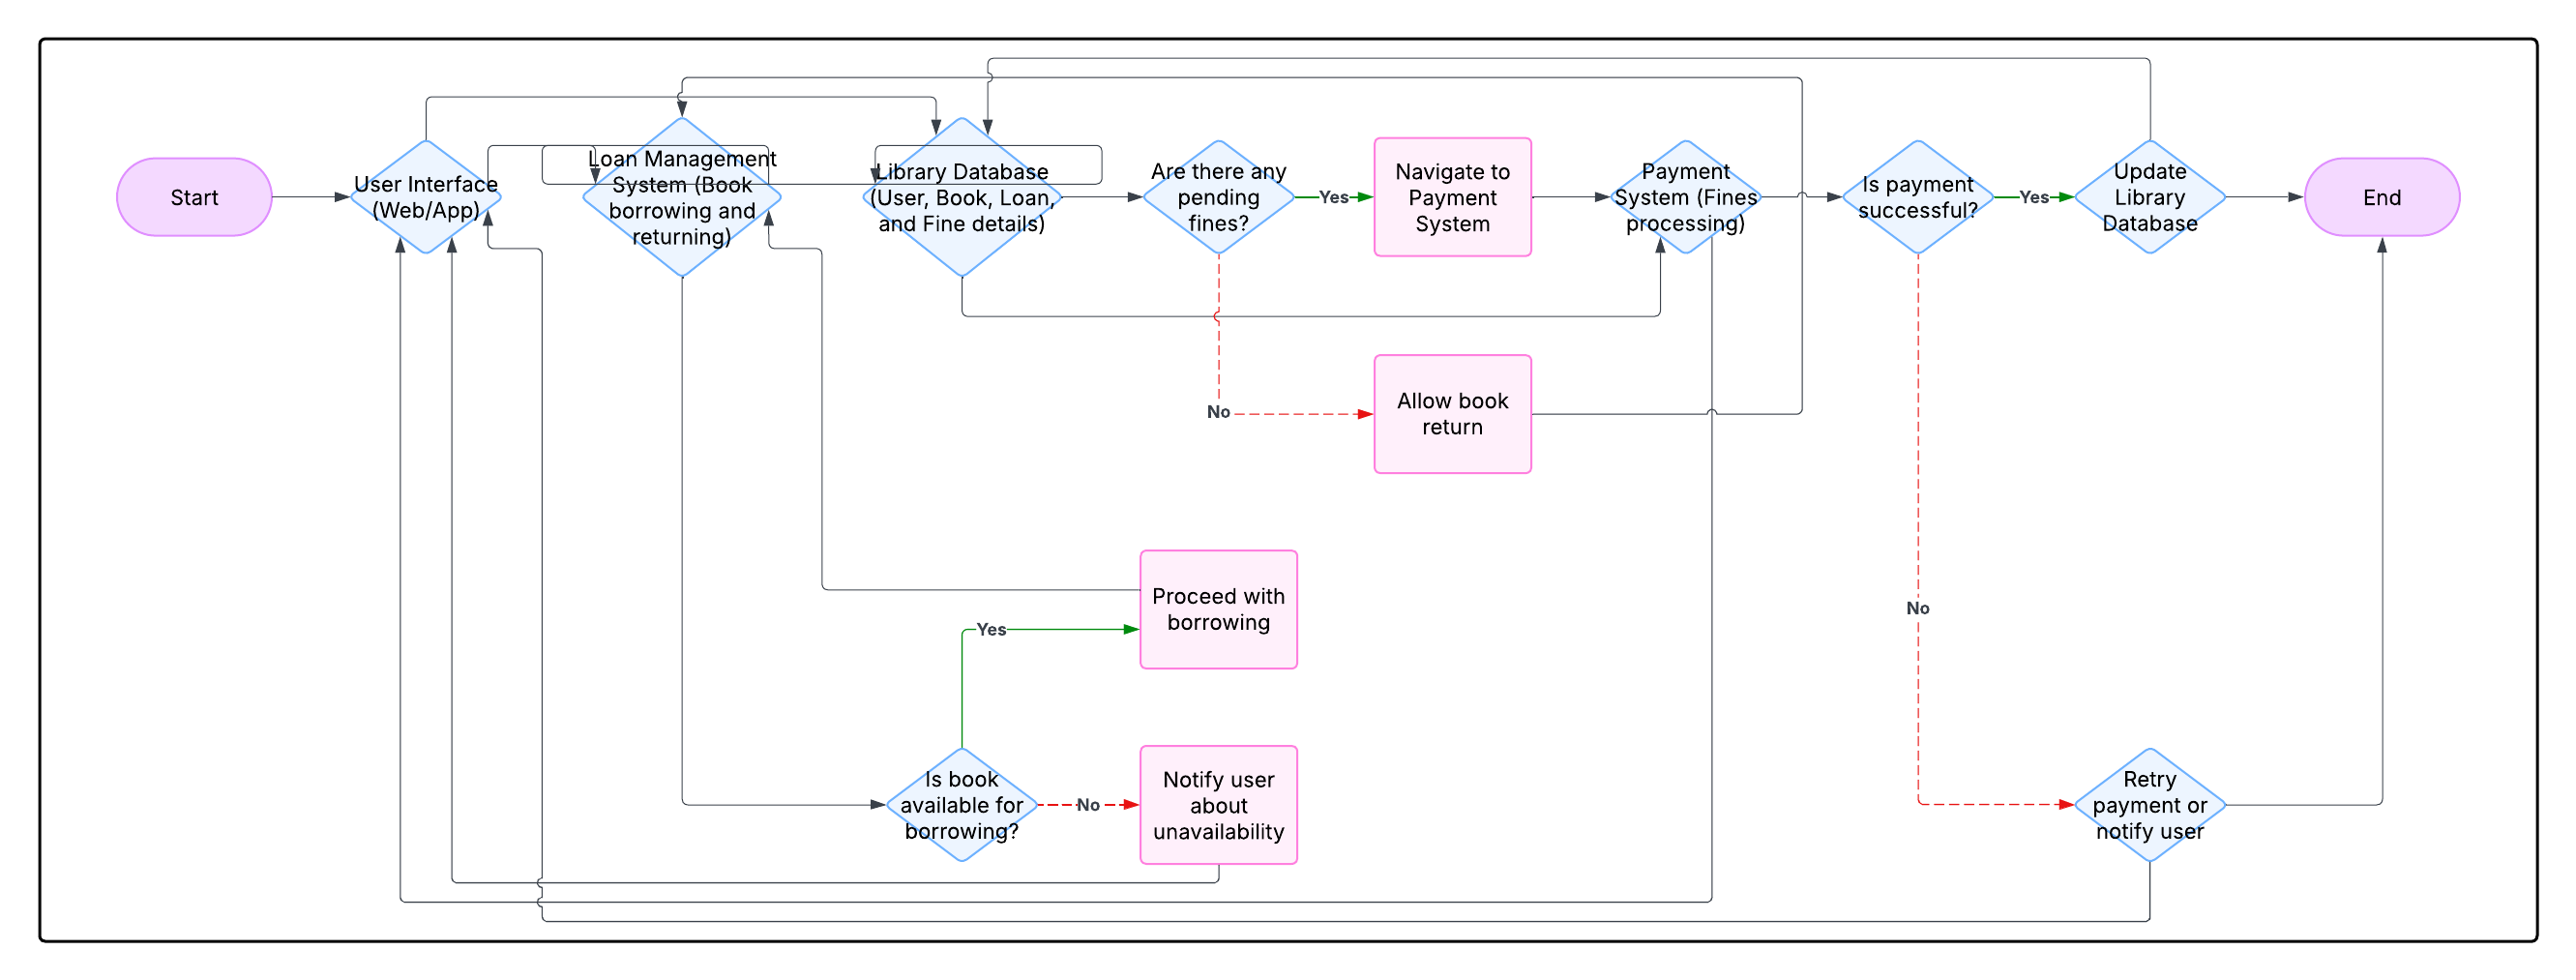 Start
User Interface
(Web/App)
Loan Management
System (Book
borrowing and
returning)
Library Database
(User, Book, Loan,
and Fine details)
Are there any
pending
fines?
Yes
Navigate to
Payment
System
Payment
System (Fines
processing)
Is payment
successful?
Yes
Update
Library
Database
End
No
Allow book
return
Proceed with
borrowing
Yes
No
Is book
available for
borrowing?
No
Notify user
about
unavailability
Retry
payment or
notify user